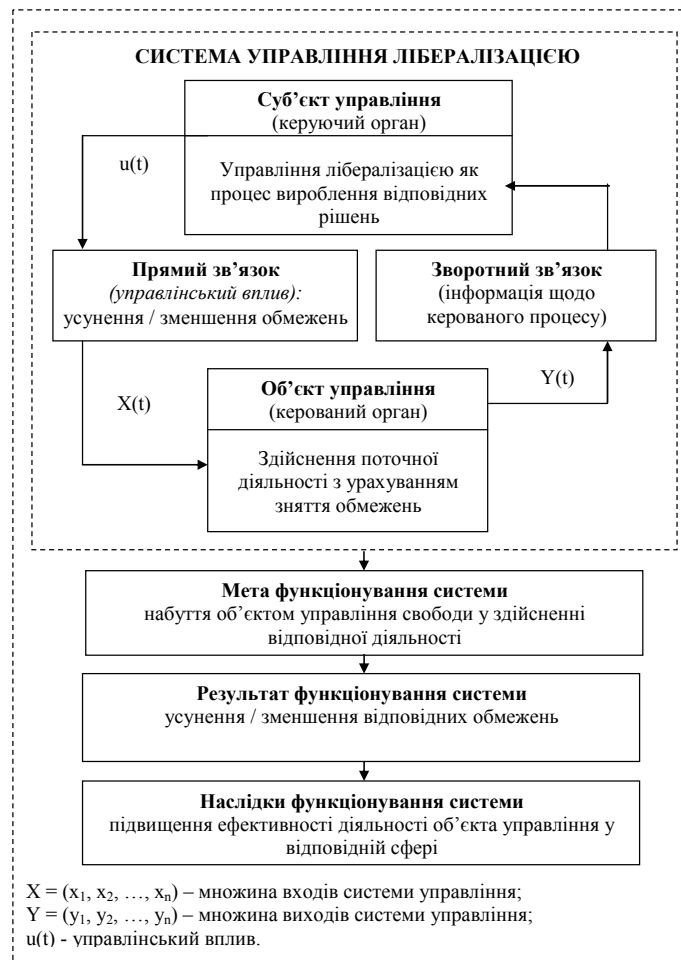 СИСТЕМА УПРАВЛІННЯ ЛІБЕРАЛІЗАЦІЄЮ
Суб’єкт управління
(керуючий орган)
u(t)
Управління лібералізацією як
процес вироблення відповідних
рішень
Прямий зв’язок
(управлінський вплив):
усунення / зменшення обмежень
Зворотний зв’язок
(інформація щодо
керованого процесу)
X(t)
Об’єкт управління
(керований орган)
Y(t)
Здійснення поточної
діяльності з урахуванням
зняття обмежень
Мета функціонування системи
набуття об’єктом управління свободи у здійсненні
відповідної діяльності
Результат функціонування системи
усунення / зменшення відповідних обмежень
Наслідки функціонування системи
підвищення ефективності діяльності об’єкта управління у
відповідній сфері
X = (x₁, x₂, …, xₙ) – множина входів системи управління;
Y = (y₁, y₂, …, yₙ) – множина виходів системи управління;
u(t) - управлінський вплив.